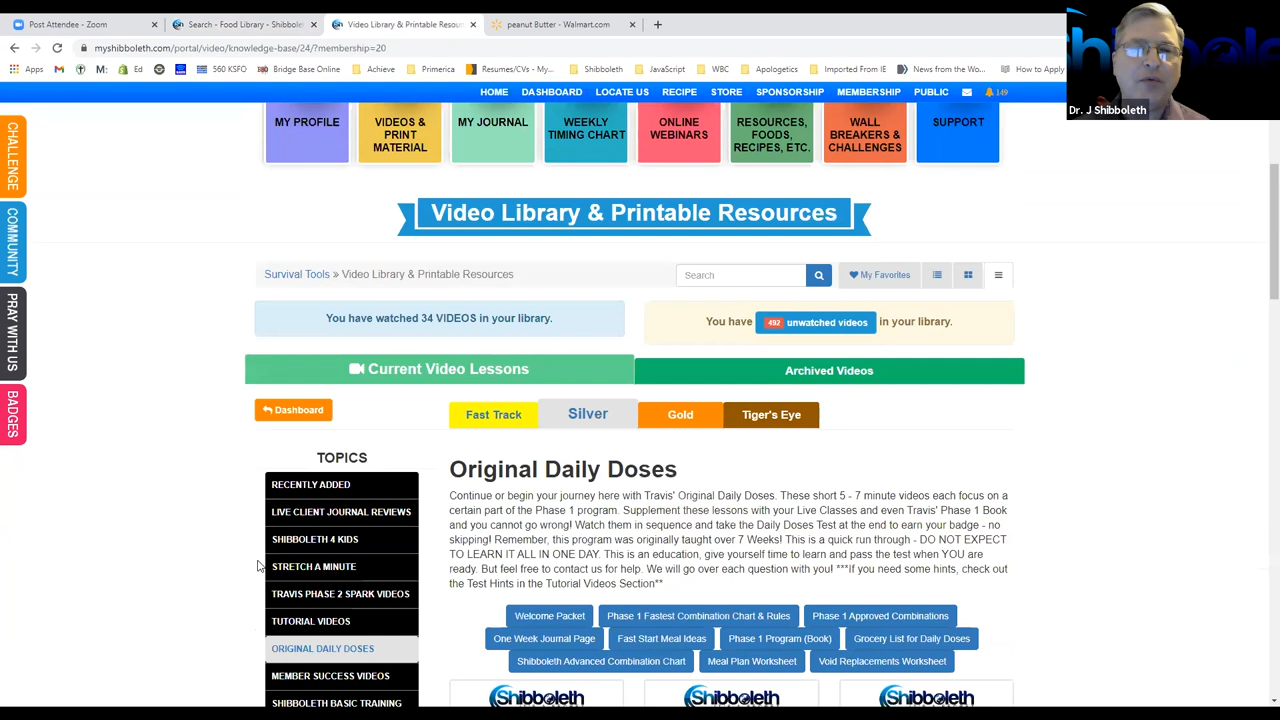 Post Attendee - Zoom
Search - Food Library - Shibbole
Video Library & Printable Resour
peanut Butter - Walmart.com
myshibboleth.com/portal/video/knowledge-base/24/?membership=20
Apps
M:
Ed
560 KSFO
Bridge Base Online
Achieve
Primerica
Resumes/CVs - My...
Shibboleth
JavaScript
WBC
Apologetics
Imported From IE
News from the Wo...
How to Apply
Dr. J Shibboleth
HOME
DASHBOARD
LOCATE US
RECIPE
STORE
SPONSORSHIP
MEMBERSHIP
PUBLIC
149
MY PROFILE
VIDEOS &
PRINT
MATERIAL
MY JOURNAL
WEEKLY
TIMING CHART
ONLINE
WEBINARS
RESOURCES,
FOODS,
RECIPES, ETC.
WALL
BREAKERS &
CHALLENGES
SUPPORT
CHALLENGE
COMMUNITY
PRAY WITH US
BADGES
Video Library & Printable Resources
Survival Tools » Video Library & Printable Resources
Search
My Favorites
You have watched 34 VIDEOS in your library.
You have 492 unwatched videos in your library.
Current Video Lessons
Archived Videos
Dashboard
Fast Track
Silver
Gold
Tiger's Eye
TOPICS
RECENTLY ADDED
LIVE CLIENT JOURNAL REVIEWS
SHIBBOLETH 4 KIDS
STRETCH A MINUTE
TRAVIS PHASE 2 SPARK VIDEOS
TUTORIAL VIDEOS
ORIGINAL DAILY DOSES
MEMBER SUCCESS VIDEOS
SHIBBOLETH BASIC TRAINING
Original Daily Doses
Continue or begin your journey here with Travis' Original Daily Doses. These short 5 - 7 minute videos each focus on a
certain part of the Phase 1 program. Supplement these lessons with your Live Classes and even Travis' Phase 1 Book
and you cannot go wrong! Watch them in sequence and take the Daily Doses Test at the end to earn your badge - no
skipping! Remember, this program was originally taught over 7 Weeks! This is a quick run through - DO NOT EXPECT
TO LEARN IT ALL IN ONE DAY. This is an education, give yourself time to learn and pass the test when YOU are
ready. But feel free to contact us for help. We will go over each question with you! ***If you need some hints, check out
the Test Hints in the Tutorial Videos Section**
Welcome Packet
Phase 1 Fastest Combination Chart & Rules
Phase 1 Approved Combinations
One Week Journal Page
Fast Start Meal Ideas
Phase 1 Program (Book)
Grocery List for Daily Doses
Shibboleth Advanced Combination Chart
Meal Plan Worksheet
Void Replacements Worksheet
Shibboleth
Shibboleth
Shibboleth